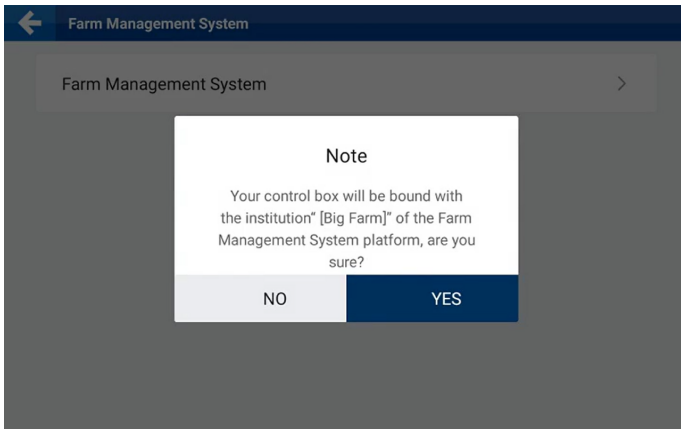 Farm Management System
Farm Management System
Note
Your control box will be bound with
the institution“ [Big Farm]” of the Farm
Management System platform, are you
sure?
NO
YES